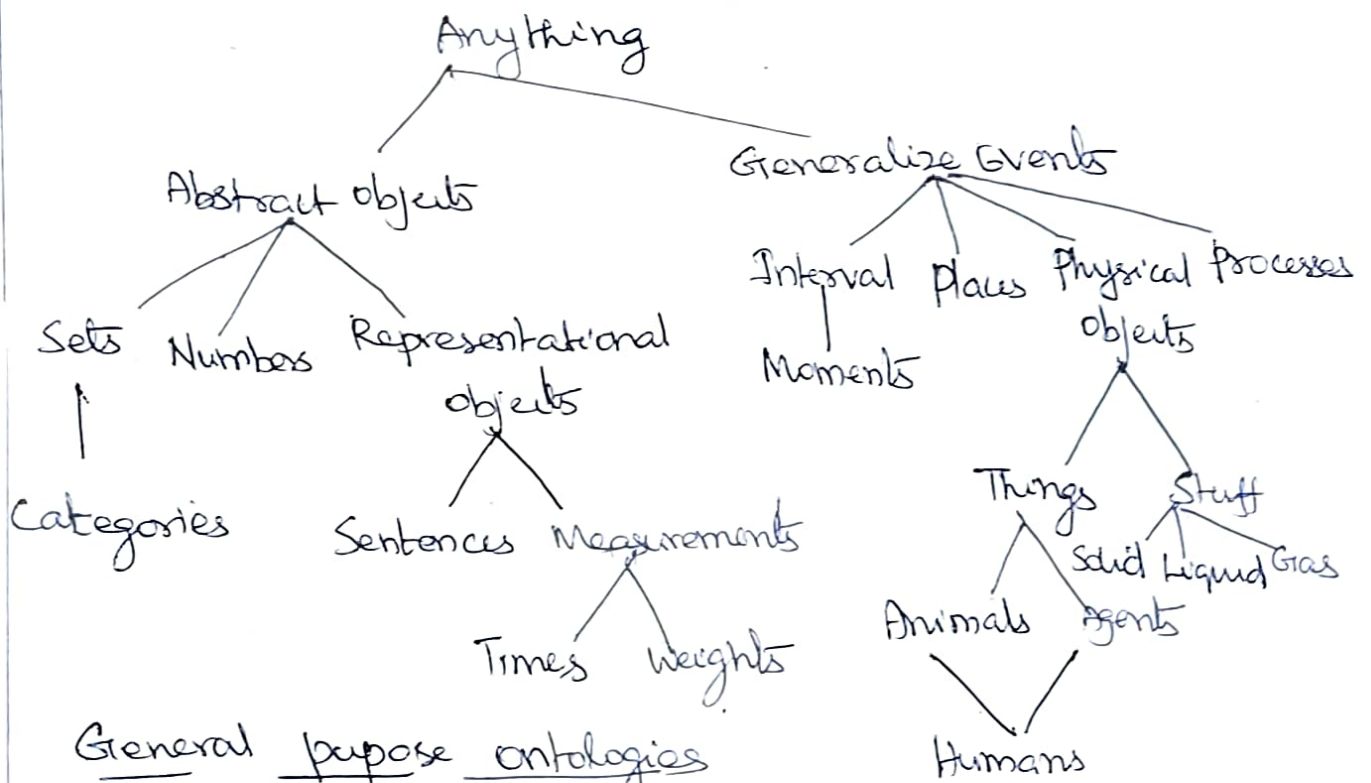 Anything
Generalize Events
Abstract Objects
Interval Places Physical Processes
Objects
Sets Numbers Representational
Objects
Moments
Things Stuff
Categories Sentences Measurements
Solid Liquid Gas
Animals Agents
Times Weights
General pupose ontologies
Humans